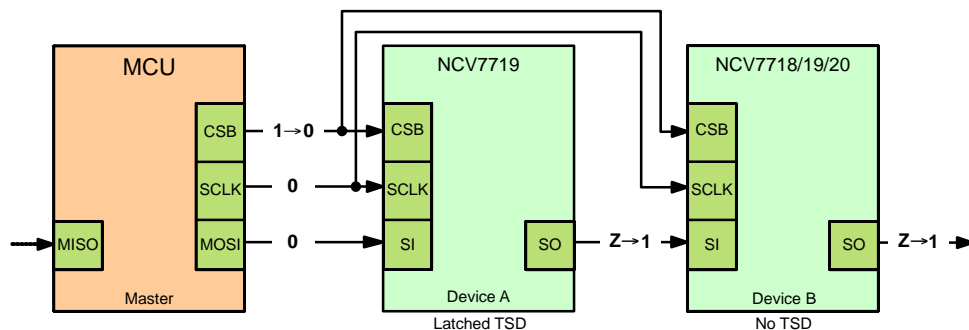 MCU
NCV7719
NCV7718/19/20
CSB
1→0
CSB
CSB
SCLK
0
SCLK
SCLK
MISO
MOSI
0
SI
SO
Z→1
SI
SO
Z→1
Master
Device A
Device B
Latched TSD
No TSD